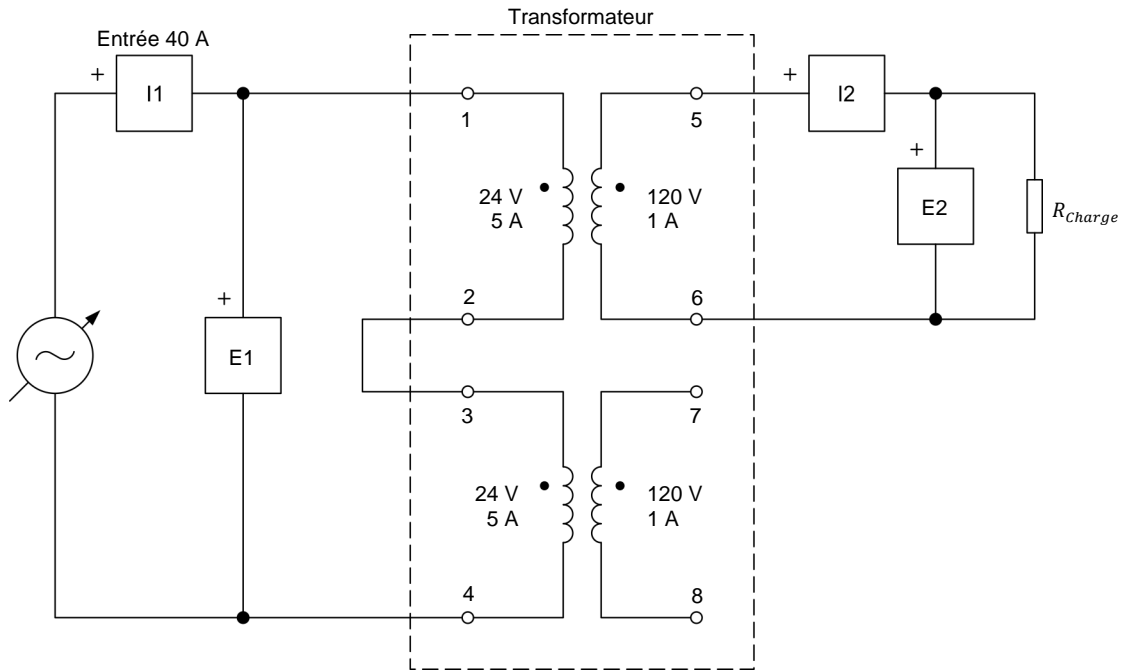 Transformateur
Entrée 40 A
+
I1
1
5
+
I2
24 V
5 A
120 V
1 A
+
E2
R_Charge
2
6
+
E1
3
7
24 V
5 A
120 V
1 A
4
8